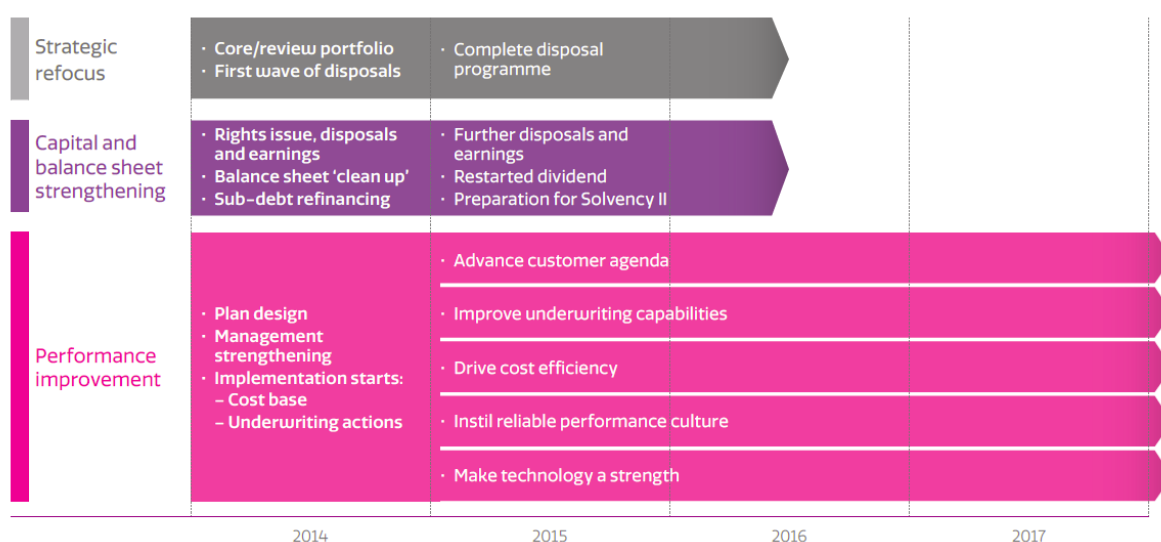 Strategic
refocus
· Core/review portfolio
· First wave of disposals
· Complete disposal
programme
Capital and
balance sheet
strengthening
· Rights issue, disposals
and earnings
· Balance sheet ‘clean up’
· Sub-debt refinancing
· Further disposals and
earnings
· Restarted dividend
· Preparation for Solvency II
Performance
improvement
· Plan design
· Management
strengthening
· Implementation starts:
– Cost base
– Underwriting actions
· Advance customer agenda
· Improve underwriting capabilities
· Drive cost efficiency
· Instil reliable performance culture
· Make technology a strength
2014
2015
2016
2017